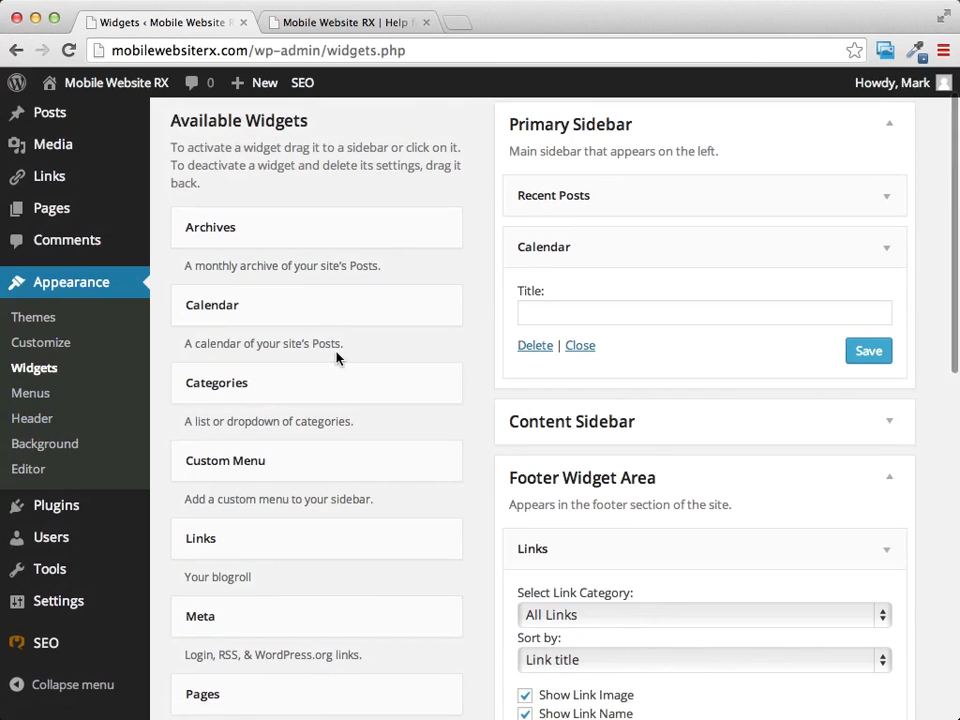 Widgets ‹ Mobile Website R
Mobile Website RX | Help f
mobilewebsiterx.com/wp-admin/widgets.php
Mobile Website RX
0
New
SEO
Howdy, Mark
Posts
Media
Links
Pages
Comments
Appearance
Themes
Customize
Widgets
Menus
Header
Background
Editor
Plugins
Users
Tools
Settings
SEO
Collapse menu
Available Widgets
To activate a widget drag it to a sidebar or click on it.
To deactivate a widget and delete its settings, drag it
back.
Archives
A monthly archive of your site's Posts.
Calendar
A calendar of your site's Posts.
Categories
A list or dropdown of categories.
Custom Menu
Add a custom menu to your sidebar.
Links
Your blogroll
Meta
Login, RSS, & WordPress.org links.
Pages
Primary Sidebar
Main sidebar that appears on the left.
Recent Posts
Calendar
Title:
Delete | Close
Save
Content Sidebar
Footer Widget Area
Appears in the footer section of the site.
Links
Select Link Category:
All Links
Sort by:
Link title
Show Link Image
Show Link Name